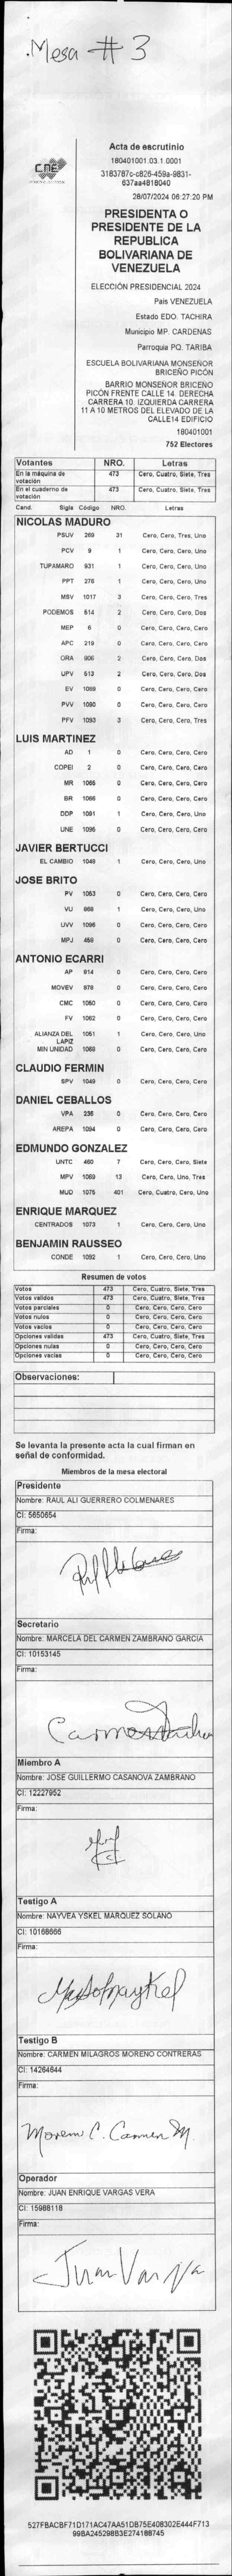 Mesa # 3
CNE
Acta de escrutinio
180401001.03.1.0001
3183787c-c826-459a-9831-
637aa4818040
28/07/2024 06:27:20 PM
PRESIDENTA O
PRESIDENTE DE LA
REPUBLICA
BOLIVARIANA DE
VENEZUELA
ELECCIÓN PRESIDENCIAL 2024
País VENEZUELA
Estado EDO. TACHIRA
Municipio MP. CARDENAS
Parroquia PQ. TARIBA
ESCUELA BOLIVARIANA MONSEÑOR
BRICEÑO PICÓN
BARRIO MONSEÑOR BRICEÑO
PICÓN FRENTE CALLE 14. DERECHA
CARRERA 10. IZQUIERDA CARRERA
11 A 10 METROS DEL ELEVADO DE LA
CALLE14 EDIFICIO
180401001
752 Electores
Votantes NRO. Letras
En la máquina de votación 473 Cero, Cuatro, Siete, Tres
En el cuaderno de votación 473 Cero, Cuatro, Siete, Tres
Cand. Sigla Código NRO. Letras
NICOLAS MADURO
PSUV 269 31 Cero, Cero, Tres, Uno
PCV 9 1 Cero, Cero, Cero, Uno
TUPAMARO 931 1 Cero, Cero, Cero, Uno
PPT 276 1 Cero, Cero, Cero, Uno
MSV 1017 3 Cero, Cero, Cero, Tres
PODEMOS 514 2 Cero, Cero, Cero, Dos
MEP 6 0 Cero, Cero, Cero, Cero
APC 219 0 Cero, Cero, Cero, Cero
ORA 906 2 Cero, Cero, Cero, Dos
UPV 513 2 Cero, Cero, Cero, Dos
EV 1089 0 Cero, Cero, Cero, Cero
PVV 1090 0 Cero, Cero, Cero, Cero
PFV 1093 3 Cero, Cero, Cero, Tres
LUIS MARTINEZ
AD 1 0 Cero, Cero, Cero, Cero
COPEI 2 0 Cero, Cero, Cero, Cero
MR 1065 0 Cero, Cero, Cero, Cero
BR 1066 0 Cero, Cero, Cero, Cero
DDP 1091 1 Cero, Cero, Cero, Uno
UNE 1095 0 Cero, Cero, Cero, Cero
JAVIER BERTUCCI
EL CAMBIO 1046 1 Cero, Cero, Cero, Uno
JOSE BRITO
PV 1053 0 Cero, Cero, Cero, Cero
VU 868 1 Cero, Cero, Cero, Uno
UVV 1096 0 Cero, Cero, Cero, Cero
MPJ 459 0 Cero, Cero, Cero, Cero
ANTONIO ECARRI
AP 914 0 Cero, Cero, Cero, Cero
MOVEV 878 0 Cero, Cero, Cero, Cero
CMC 1060 0 Cero, Cero, Cero, Cero
FV 1062 0 Cero, Cero, Cero, Cero
ALIANZA DEL LAPIZ 1051 1 Cero, Cero, Cero, Uno
MIN UNIDAD 1069 0 Cero, Cero, Cero, Cero
CLAUDIO FERMIN
SPV 1049 0 Cero, Cero, Cero, Cero
DANIEL CEBALLOS
VPA 236 0 Cero, Cero, Cero, Cero
AREPA 1094 0 Cero, Cero, Cero, Cero
EDMUNDO GONZALEZ
UNTC 460 7 Cero, Cero, Cero, Siete
MPV 1069 13 Cero, Cero, Uno, Tres
MUD 1075 401 Cero, Cuatro, Cero, Uno
ENRIQUE MARQUEZ
CENTRADOS 1073 1 Cero, Cero, Cero, Uno
BENJAMIN RAUSSEO
CONDE 1092 1 Cero, Cero, Cero, Uno
Resumen de votos
Votos 473 Cero, Cuatro, Siete, Tres
Votos validos 473 Cero, Cuatro, Siete, Tres
Votos parciales 0 Cero, Cero, Cero, Cero
Votos nulos 0 Cero, Cero, Cero, Cero
Votos vacios 0 Cero, Cero, Cero, Cero
Opciones validas 473 Cero, Cuatro, Siete, Tres
Opciones nulas 0 Cero, Cero, Cero, Cero
Opciones vacias 0 Cero, Cero, Cero, Cero
Observaciones:
Se levanta la presente acta la cual firman en
señal de conformidad.
Miembros de la mesa electoral
Presidente
Nombre: RAUL ALI GUERRERO COLMENARES
CI: 5650654
Firma:
Secretario
Nombre: MARCELA DEL CARMEN ZAMBRANO GARCIA
CI: 10153145
Firma:
Miembro A
Nombre: JOSE GUILLERMO CASANOVA ZAMBRANO
CI: 12227952
Firma:
Testigo A
Nombre: NAYVEA YSKEL MARQUEZ SOLANO
CI: 10168666
Firma:
Testigo B
Nombre: CARMEN MILAGROS MORENO CONTRERAS
CI: 14264644
Firma:
Moreno C. Carmen M.
Operador
Nombre: JUAN ENRIQUE VARGAS VERA
CI: 15988118
Firma:
Juan Vargas
527FBACBF71D171AC47AA51DB75E408302E444F713
99BA245298B3E274188745